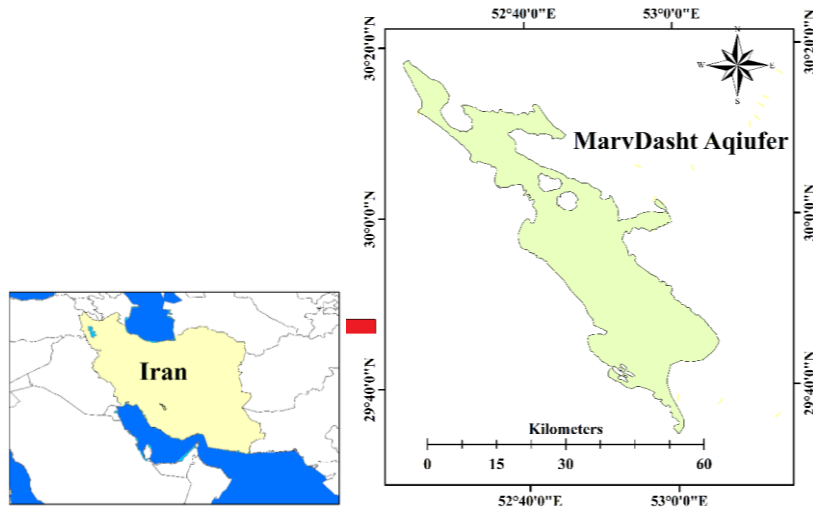 52°40'0"E 53°0'0"E
30°20'0"N 30°20'0"N
N
W E
S
MarvDasht Aqiufer
30°0'0"N 30°0'0"N
Iran
29°40'0"N 29°40'0"N
Kilometers
0 15 30 60
52°40'0"E 53°0'0"E